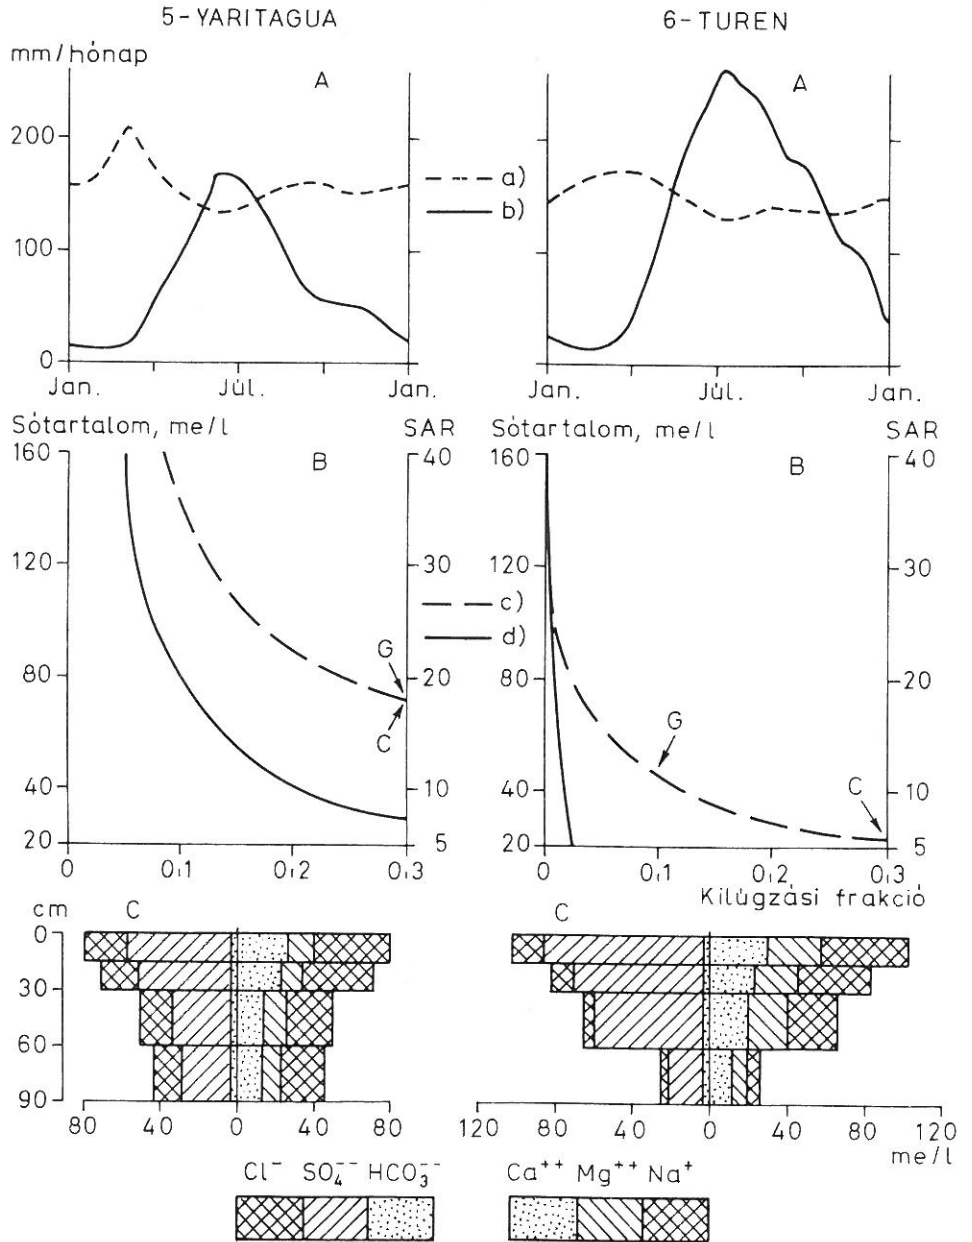 5-YARITAGUA 6-TUREN
mm/hónap
A A
200
100
0
a)
b)
Jan. Júl. Jan. Jan. Júl. Jan.
Sótartalom, me/l SAR Sótartalom, me/l SAR
160 B 40 160 B 40
120 30 120 30
c)
d)
G
80 20 80 20
C G
40 10 40 C 10
20 5 20 5
0 0,1 0,2 0,3 0 0,1 0,2 0,3
Kilúgzási frakció
cm C C
0
30
60
90
80 40 0 40 80 120 80 40 0 40 80 120
me/l
Cl⁻ SO₄⁻⁻ HCO₃⁻⁻ Ca⁺⁺ Mg⁺⁺ Na⁺